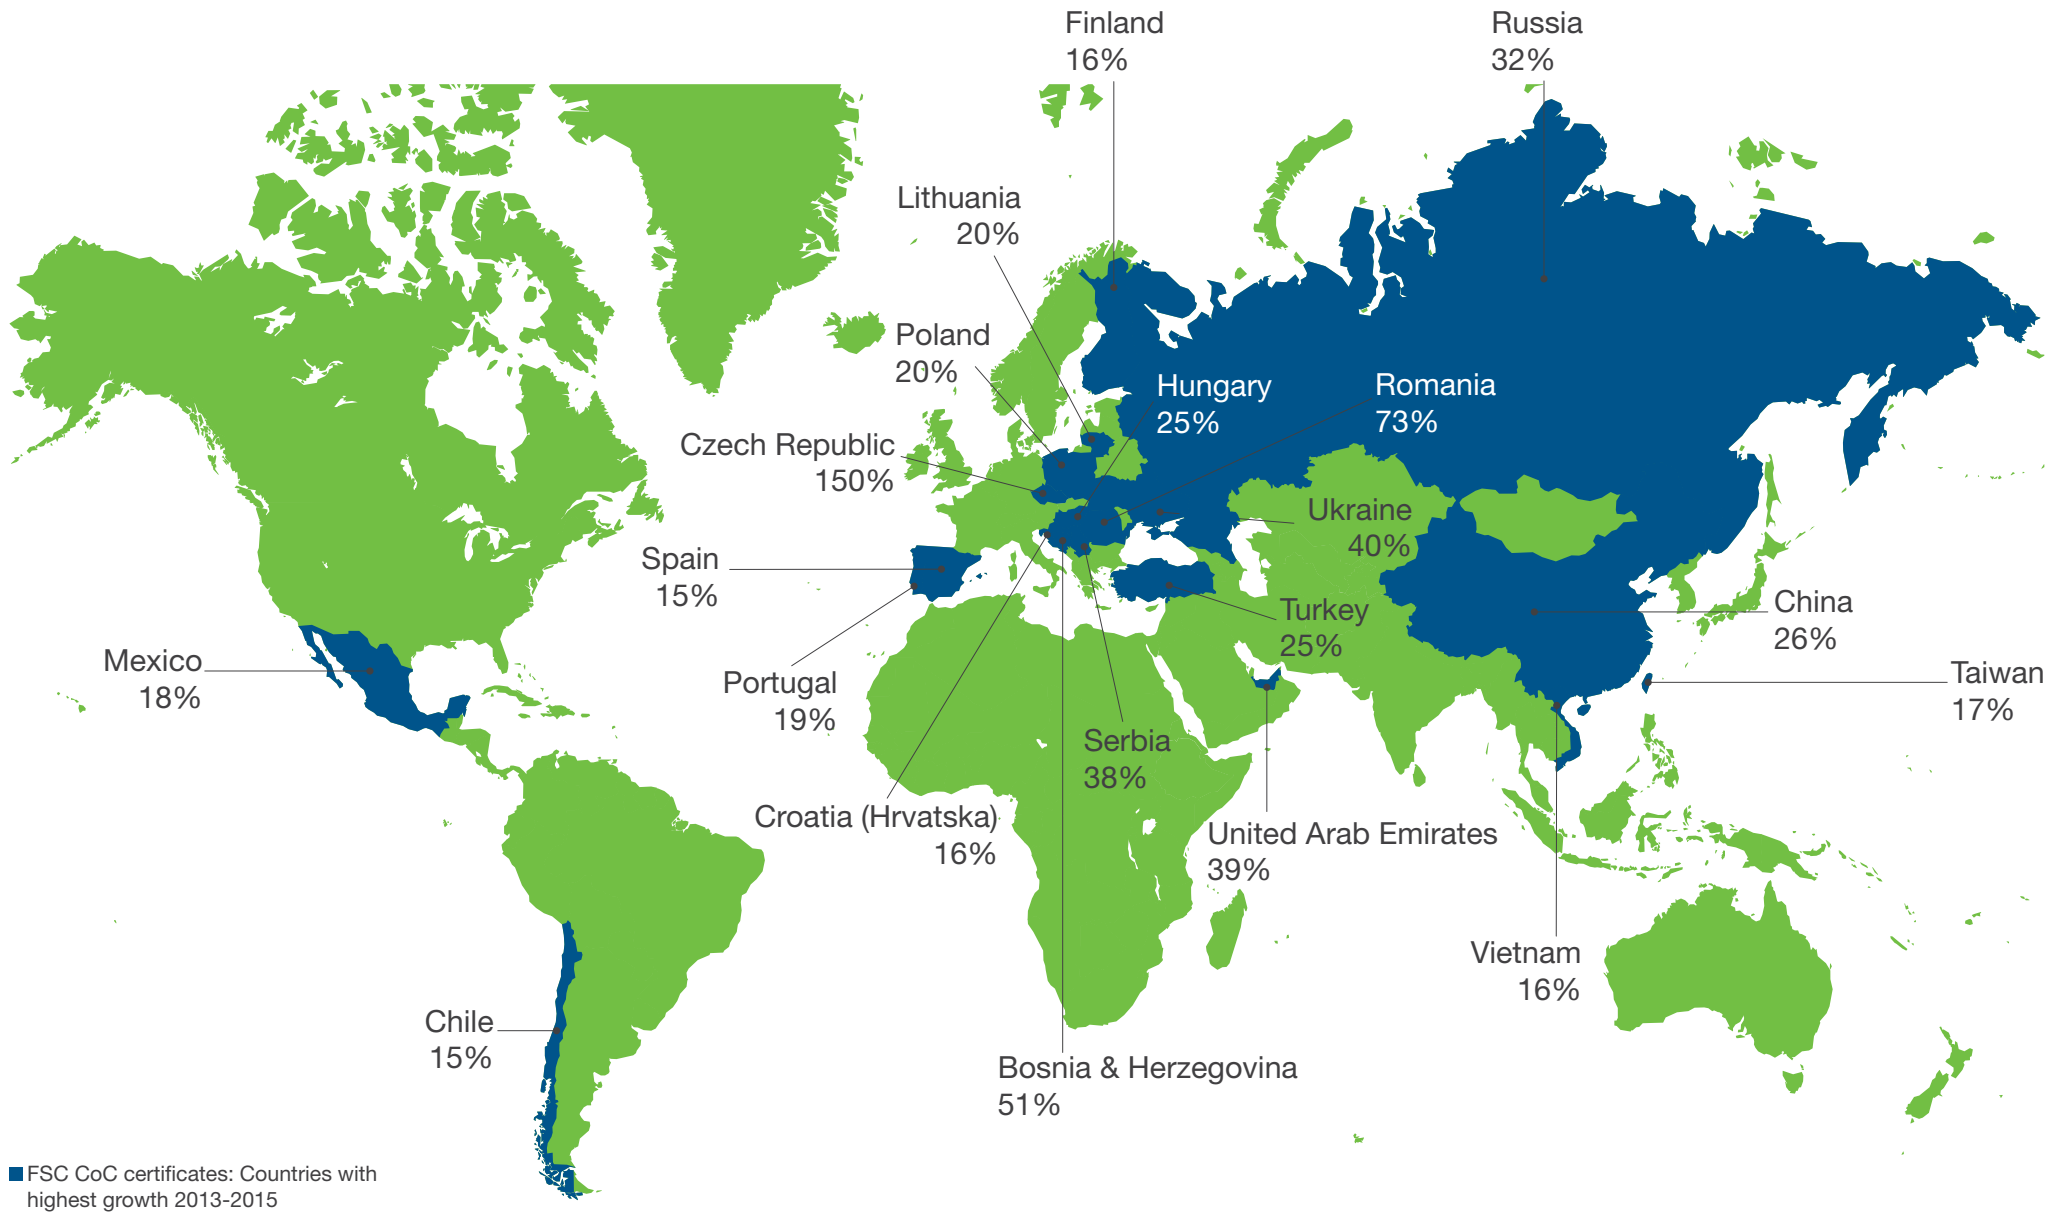 Finland
16%
Russia
32%
Lithuania
20%
Poland
20%
Hungary
25%
Romania
73%
Czech Republic
150%
Ukraine
40%
Spain
15%
Turkey
25%
China
26%
Mexico
18%
Portugal
19%
Taiwan
17%
Serbia
38%
Croatia (Hrvatska)
16%
United Arab Emirates
39%
Vietnam
16%
Chile
15%
Bosnia & Herzegovina
51%
FSC CoC certificates: Countries with
highest growth 2013-2015